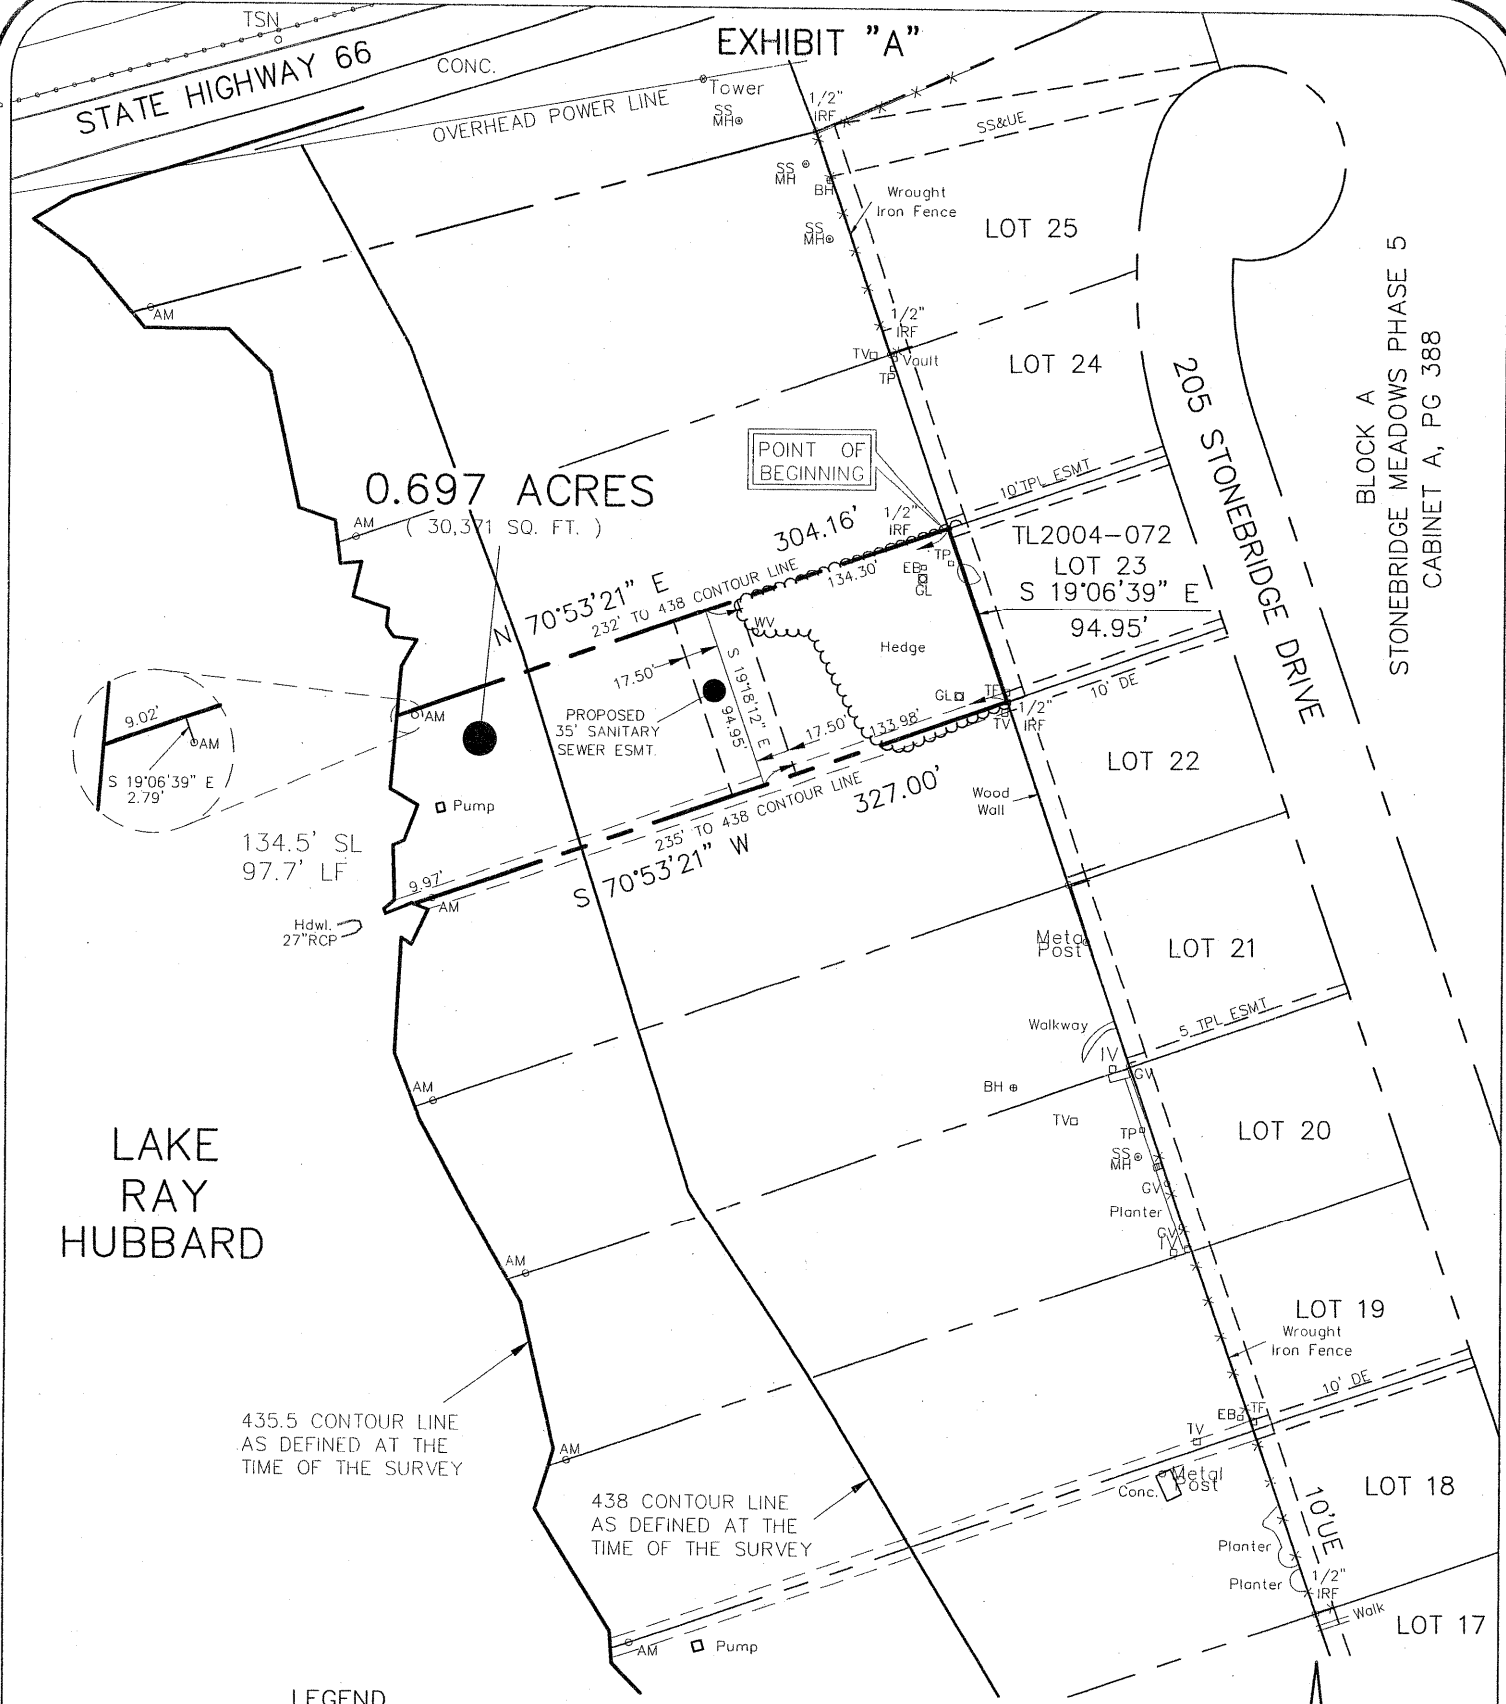 EXHIBIT "A"
TSN
STATE HIGHWAY 66
CONC.
OVERHEAD POWER LINE
Tower
SS
MH
1/2"
IRF
SS&UE
SS
MH
BH
Wrought
Iron Fence
SS
MH
LOT 25
AM
1/2"
IRF
TV
Vault
TP
LOT 24
205 STONEBRIDGE DRIVE
BLOCK A
STONEBRIDGE MEADOWS PHASE 5
CABINET A, PG 388
POINT OF
BEGINNING
10'TPL ESMT
0.697 ACRES
( 30,371 SQ. FT. )
AM
304.16'
1/2"
IRF
TL2004-072
LOT 23
S 19°06'39" E
94.95'
N 70°53'21" E
232' TO 438 CONTOUR LINE
134.30'
TP
EB
GL
WV
Hedge
17.50'
S 19°18'12" E
94.95'
PROPOSED
35' SANITARY
SEWER ESMT.
GL
TF
10' DE
TV
1/2"
IRF
17.50'
133.98'
9.02'
AM
S 19°06'39" E
2.79'
AM
Pump
134.5' SL
97.7' LF
235' TO 438 CONTOUR LINE
327.00'
S 70°53'21" W
9.97'
AM
Hdwl.
27"RCP
Wood
Wall
LOT 22
Metal
Post
LOT 21
Walkway
5 TPL ESMT
IV
GV
BH
TV
TP
SS
MH
GV
Planter
GV
IV
LOT 20
AM
LAKE
RAY
HUBBARD
AM
LOT 19
Wrought
Iron Fence
10' DE
EB
TF
TV
Metal
Post
Conc.
435.5 CONTOUR LINE
AS DEFINED AT THE
TIME OF THE SURVEY
AM
438 CONTOUR LINE
AS DEFINED AT THE
TIME OF THE SURVEY
LOT 18
10'UE
Planter
Planter
1/2"
IRF
Walk
LOT 17
AM
Pump
LEGEND